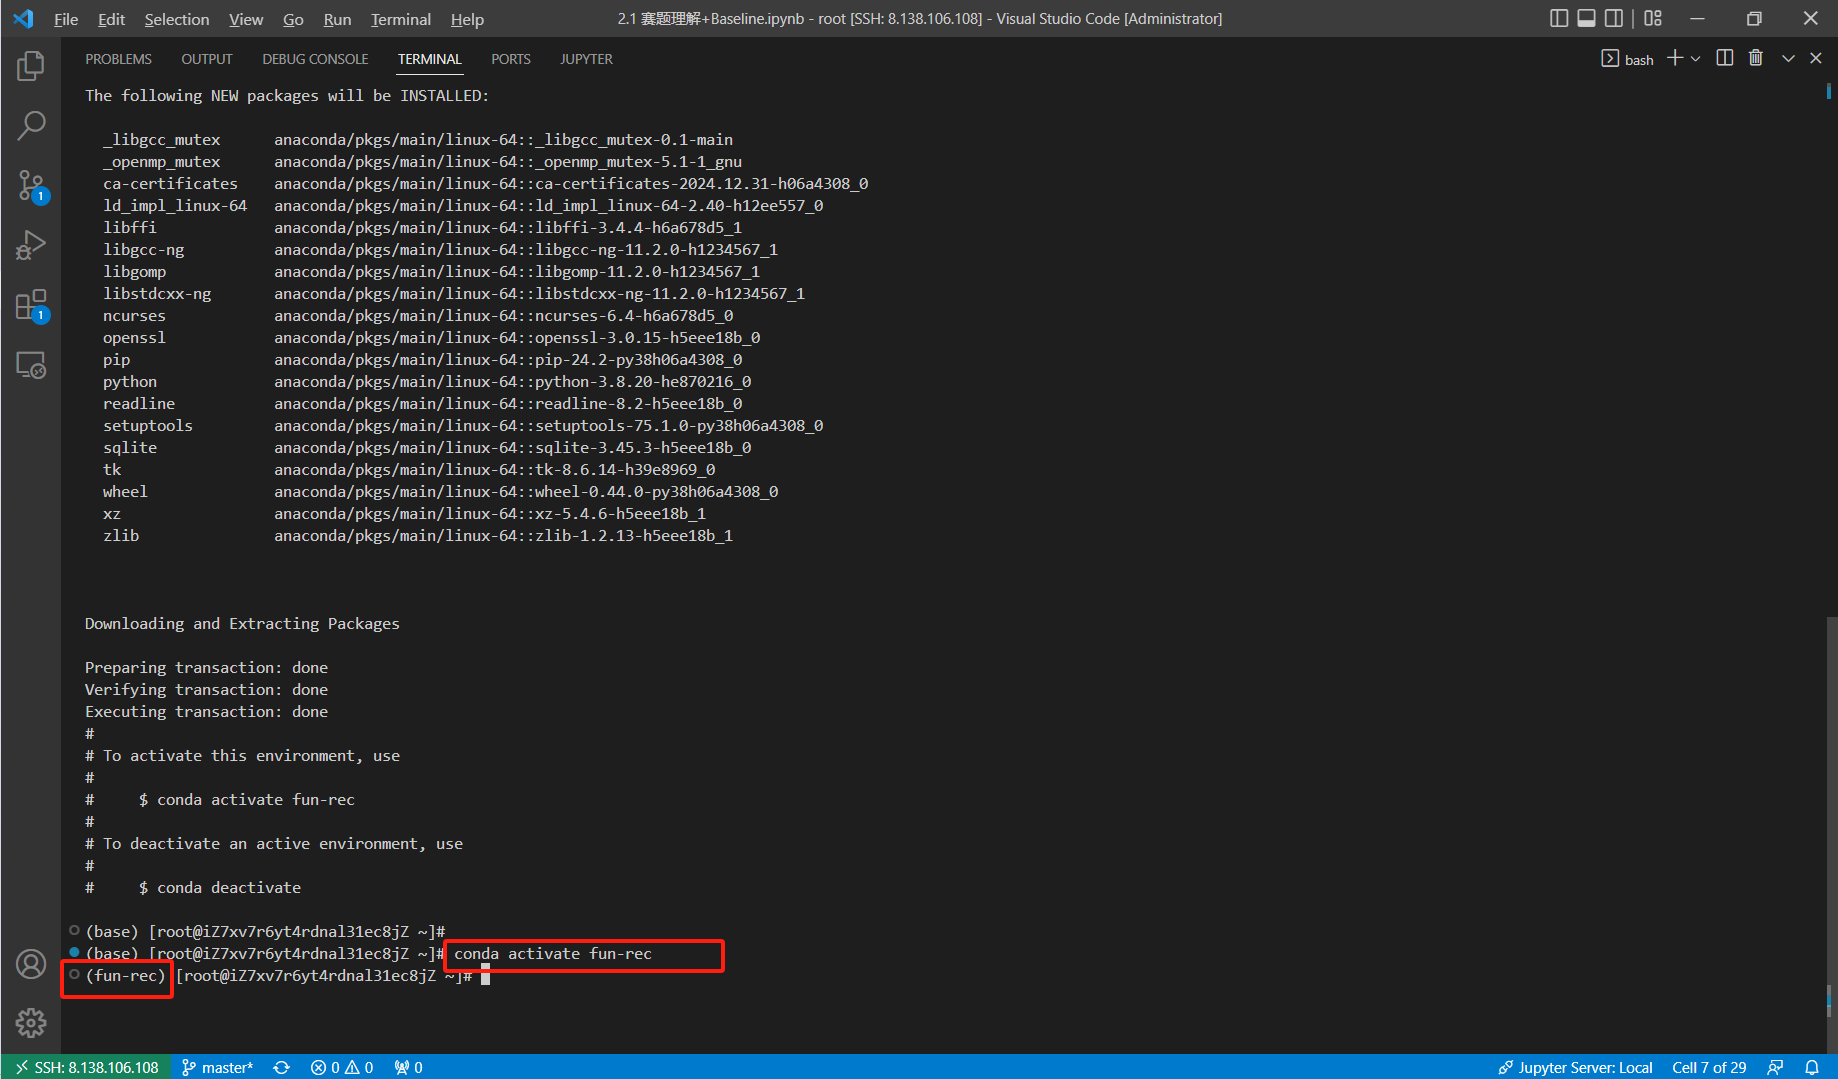 File Edit Selection View Go Run Terminal Help 2.1 赛题理解+Baseline.ipynb - root [SSH: 8.138.106.108] - Visual Studio Code [Administrator]
PROBLEMS OUTPUT DEBUG CONSOLE TERMINAL PORTS JUPYTER bash
The following NEW packages will be INSTALLED:
_libgcc_mutex anaconda/pkgs/main/linux-64::_libgcc_mutex-0.1-main
_openmp_mutex anaconda/pkgs/main/linux-64::_openmp_mutex-5.1-1_gnu
ca-certificates anaconda/pkgs/main/linux-64::ca-certificates-2024.12.31-h06a4308_0
ld_impl_linux-64 anaconda/pkgs/main/linux-64::ld_impl_linux-64-2.40-h12ee557_0
libffi anaconda/pkgs/main/linux-64::libffi-3.4.4-h6a678d5_1
libgcc-ng anaconda/pkgs/main/linux-64::libgcc-ng-11.2.0-h1234567_1
libgomp anaconda/pkgs/main/linux-64::libgomp-11.2.0-h1234567_1
libstdcxx-ng anaconda/pkgs/main/linux-64::libstdcxx-ng-11.2.0-h1234567_1
ncurses anaconda/pkgs/main/linux-64::ncurses-6.4-h6a678d5_0
openssl anaconda/pkgs/main/linux-64::openssl-3.0.15-h5eee18b_0
pip anaconda/pkgs/main/linux-64::pip-24.2-py38h06a4308_0
python anaconda/pkgs/main/linux-64::python-3.8.20-he870216_0
readline anaconda/pkgs/main/linux-64::readline-8.2-h5eee18b_0
setuptools anaconda/pkgs/main/linux-64::setuptools-75.1.0-py38h06a4308_0
sqlite anaconda/pkgs/main/linux-64::sqlite-3.45.3-h5eee18b_0
tk anaconda/pkgs/main/linux-64::tk-8.6.14-h39e8969_0
wheel anaconda/pkgs/main/linux-64::wheel-0.44.0-py38h06a4308_0
xz anaconda/pkgs/main/linux-64::xz-5.4.6-h5eee18b_1
zlib anaconda/pkgs/main/linux-64::zlib-1.2.13-h5eee18b_1
Downloading and Extracting Packages
Preparing transaction: done
Verifying transaction: done
Executing transaction: done
#
# To activate this environment, use
#
# $ conda activate fun-rec
#
# To deactivate an active environment, use
#
# $ conda deactivate
(base) [root@iZ7xv7r6yt4rdnal31ec8jZ ~]#
(base) [root@iZ7xv7r6yt4rdnal31ec8jZ ~]# conda activate fun-rec
(fun-rec) [root@iZ7xv7r6yt4rdnal31ec8jZ ~]#
1
1
SSH: 8.138.106.108 master* 0 0 0 Jupyter Server: Local Cell 7 of 29